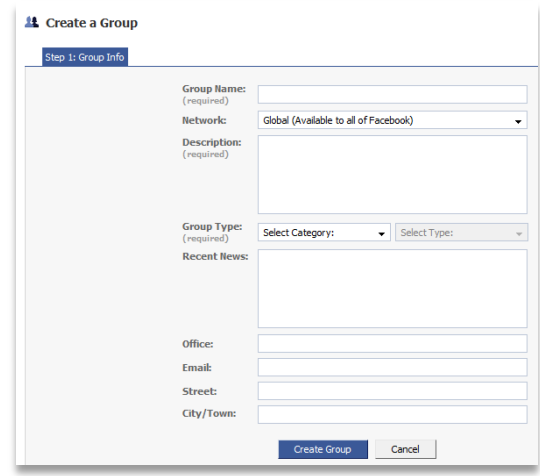 Create a Group
Step 1: Group Info
Group Name:
(required)
Network: Global (Available to all of Facebook)
Description:
(required)
Group Type: Select Category: Select Type:
(required)
Recent News:
Office:
Email:
Street:
City/Town:
Create Group Cancel